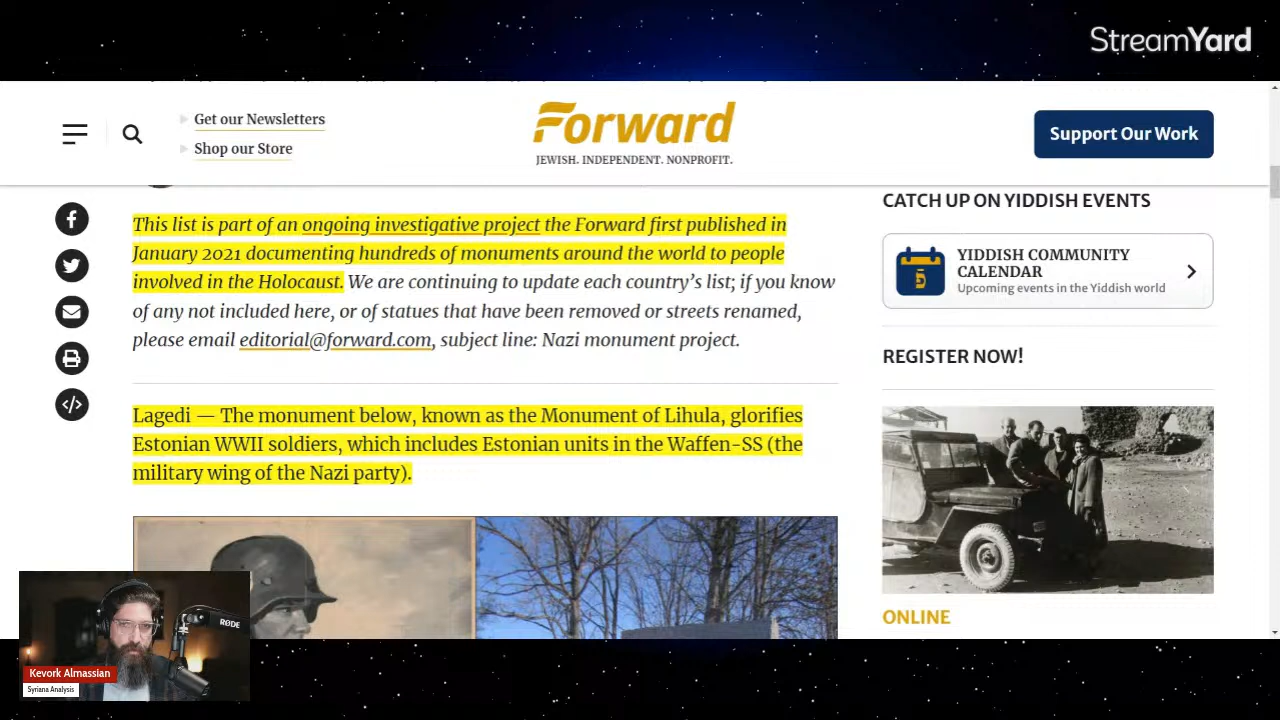 StreamYard
Get our Newsletters
Shop our Store
Forward
JEWISH. INDEPENDENT. NONPROFIT.
Support Our Work
This list is part of an ongoing investigative project the Forward first published in
January 2021 documenting hundreds of monuments around the world to people
involved in the Holocaust. We are continuing to update each country's list; if you know
of any not included here, or of statues that have been removed or streets renamed,
please email editorial@forward.com, subject line: Nazi monument project.
Lagedi — The monument below, known as the Monument of Lihula, glorifies
Estonian WWII soldiers, which includes Estonian units in the Waffen-SS (the
military wing of the Nazi party).
CATCH UP ON YIDDISH EVENTS
YIDDISH COMMUNITY
CALENDAR
Upcoming events in the Yiddish world
REGISTER NOW!
ONLINE
RØDE
Kevork Almassian
Syriana Analysis